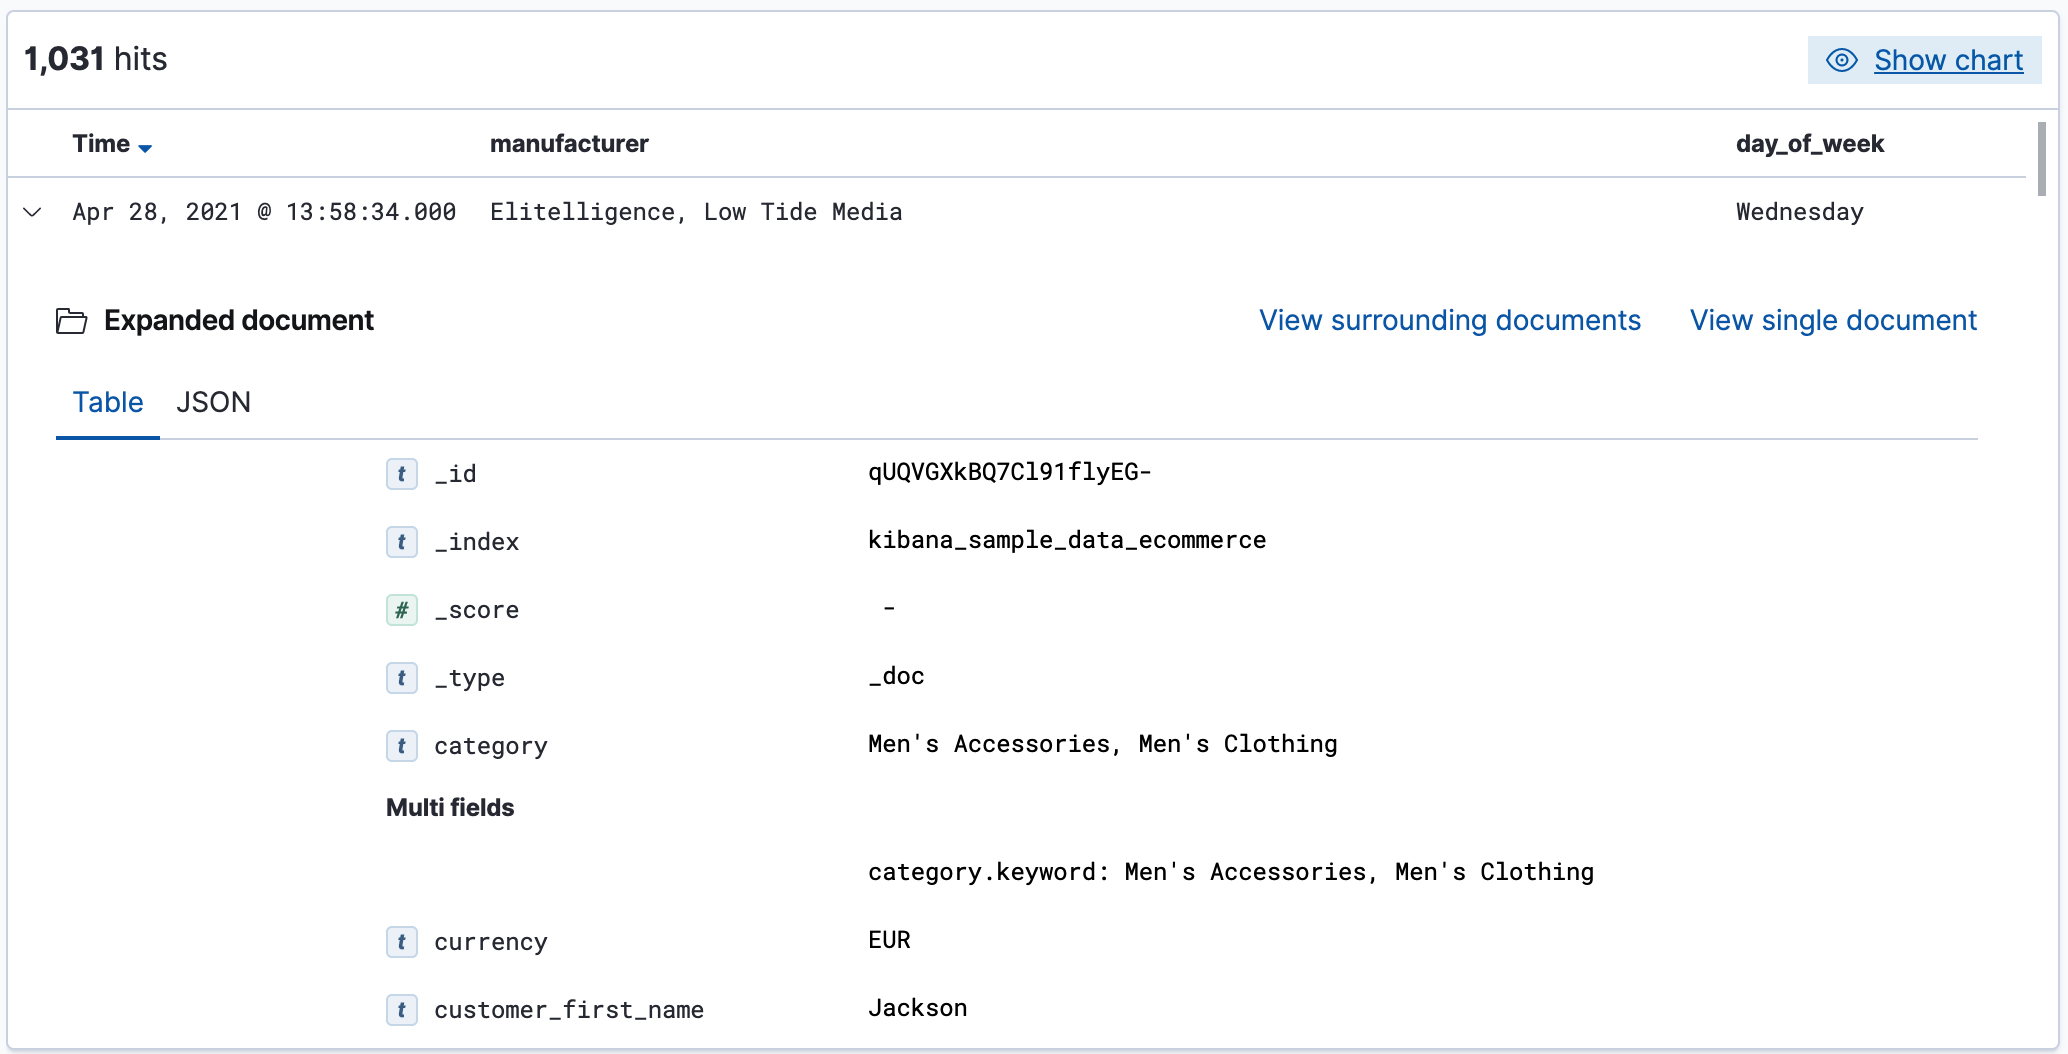 1,031 hits
Show chart
Time manufacturer day_of_week
Apr 28, 2021 @ 13:58:34.000 Elitelligence, Low Tide Media Wednesday
Expanded document View surrounding documents View single document
Table JSON
t _id qUQVGXkBQ7Cl91flyEG-
t _index kibana_sample_data_ecommerce
# _score -
t _type _doc
t category Men's Accessories, Men's Clothing
Multi fields
category.keyword: Men's Accessories, Men's Clothing
t currency EUR
t customer_first_name Jackson